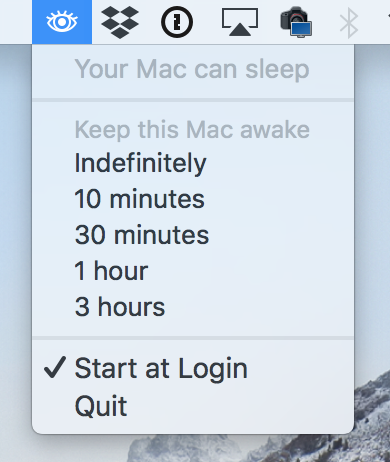 Your Mac can sleep
Keep this Mac awake
Indefinitely
10 minutes
30 minutes
1 hour
3 hours
Start at Login
Quit